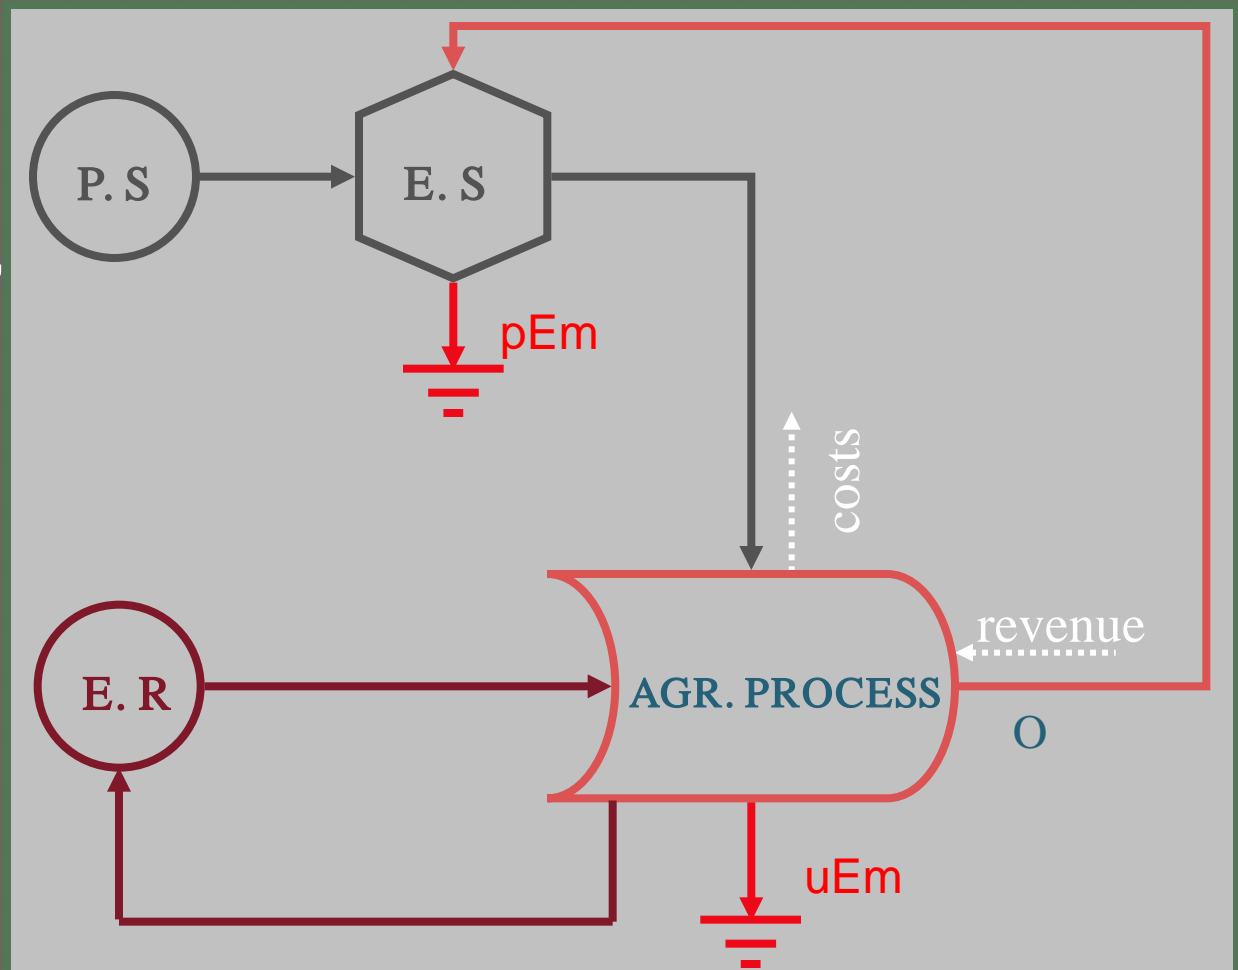 P. S
E. S
pEm
costs
revenue
E. R
AGR. PROCESS
O
uEm